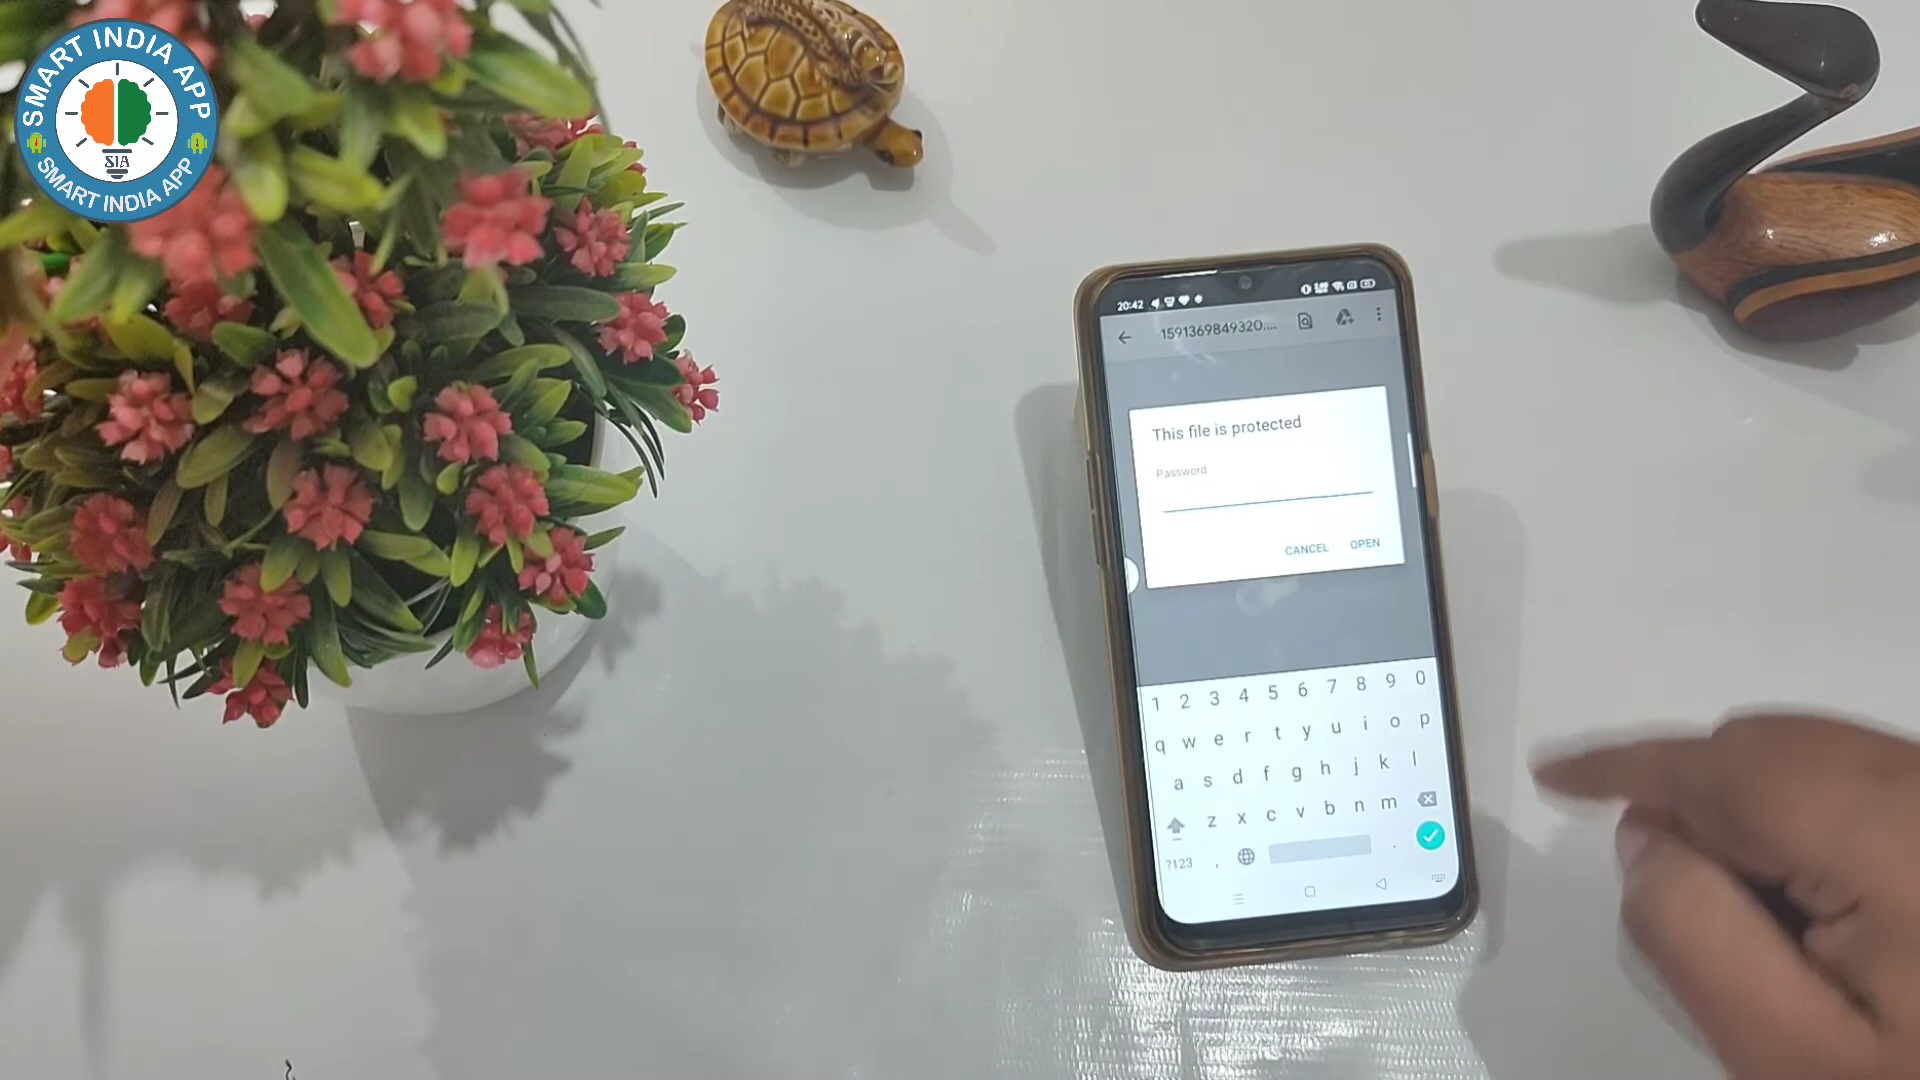 SMART INDIA APP
SIA
SMART INDIA APP
20:42
1591369849320....
This file is protected
Password
CANCEL OPEN
1 2 3 4 5 6 7 8 9 0
q w e r t y u i o p
a s d f g h j k l
z x c v b n m
?123 , .